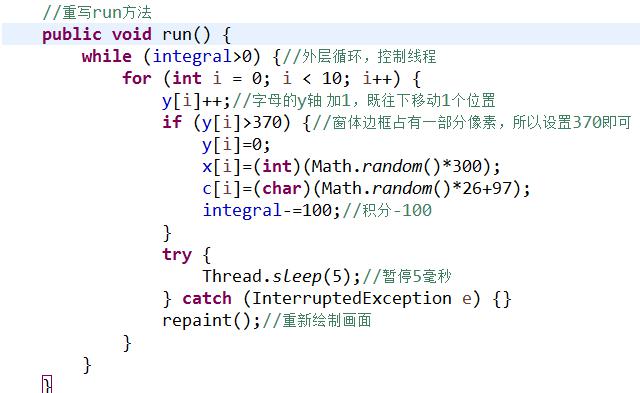 //重写run方法
public void run() {
while (integral>0) {//外层循环，控制线程
for (int i = 0; i < 10; i++) {
y[i]++;//字母的y轴 加1，既往下移动1个位置
if (y[i]>370) {//窗体边框占有一部分像素，所以设置370即可
y[i]=0;
x[i]=(int)(Math.random()*300);
c[i]=(char)(Math.random()*26+97);
integral-=100;//积分-100
}
try {
Thread.sleep(5);//暂停5毫秒
} catch (InterruptedException e) {}
repaint();//重新绘制画面
}
}
}